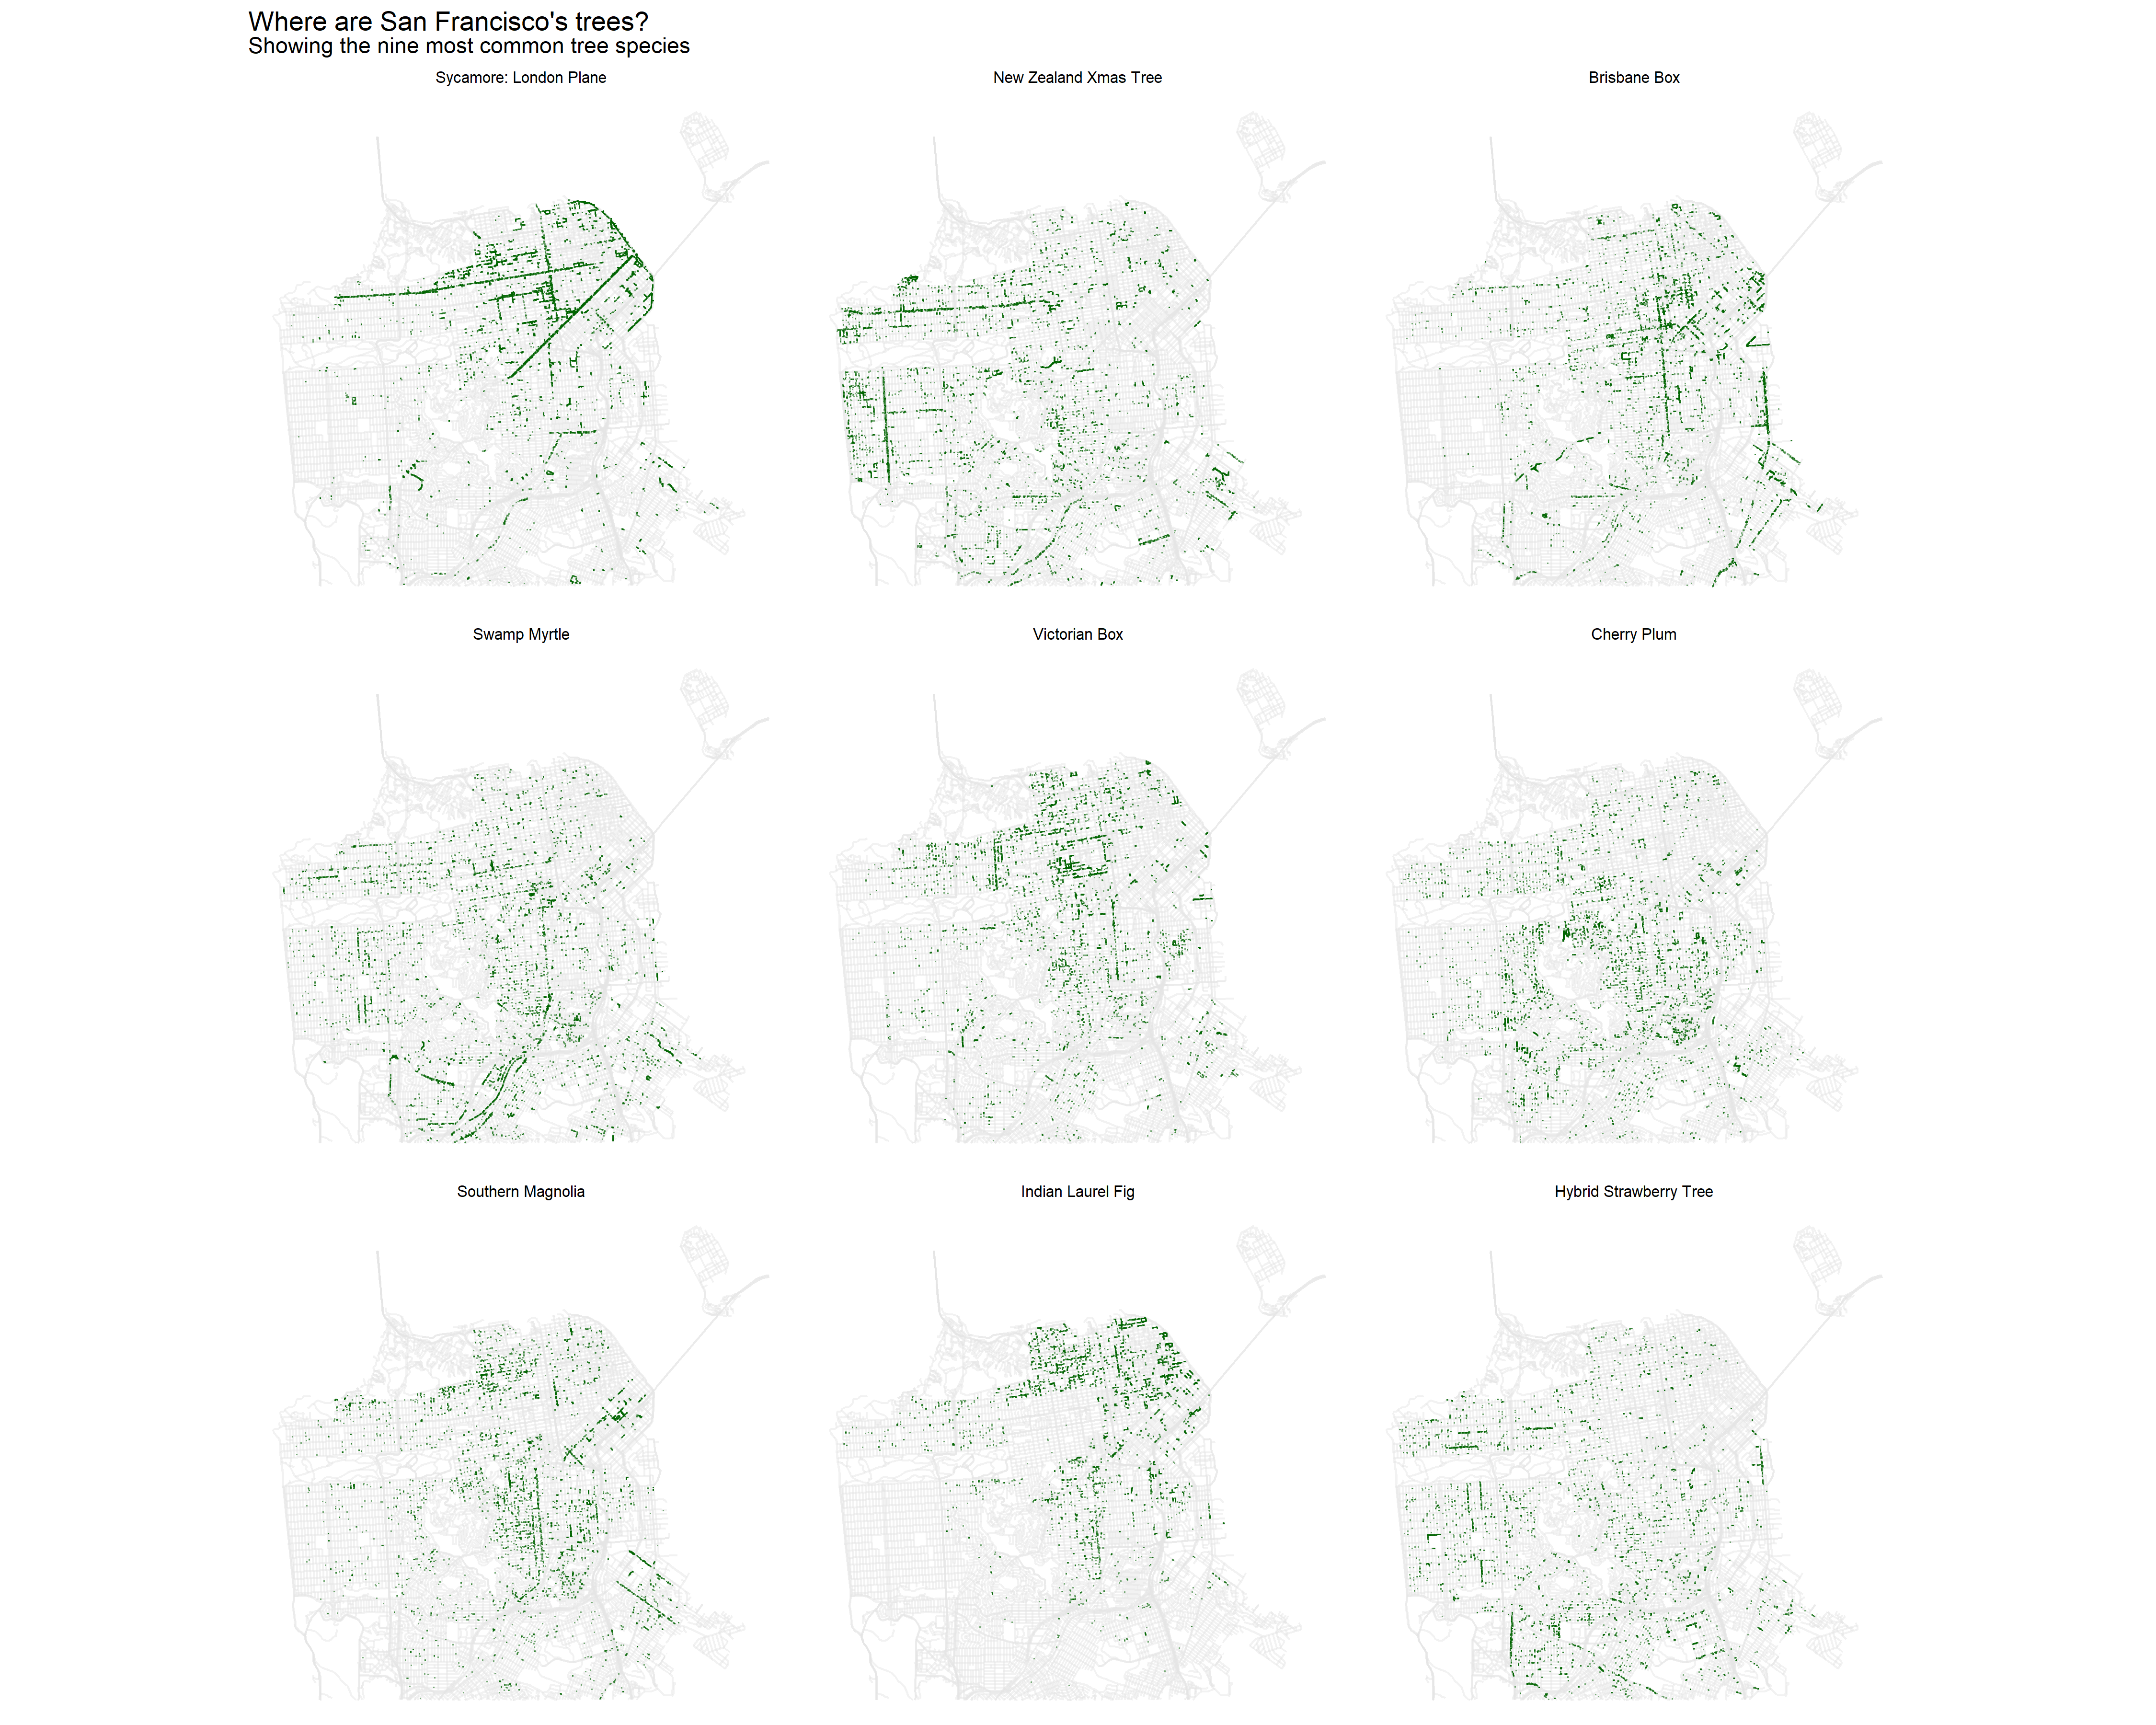 Where are San Francisco's trees?
Showing the nine most common tree species
Sycamore: London Plane
New Zealand Xmas Tree
Brisbane Box
Swamp Myrtle
Victorian Box
Cherry Plum
Southern Magnolia
Indian Laurel Fig
Hybrid Strawberry Tree